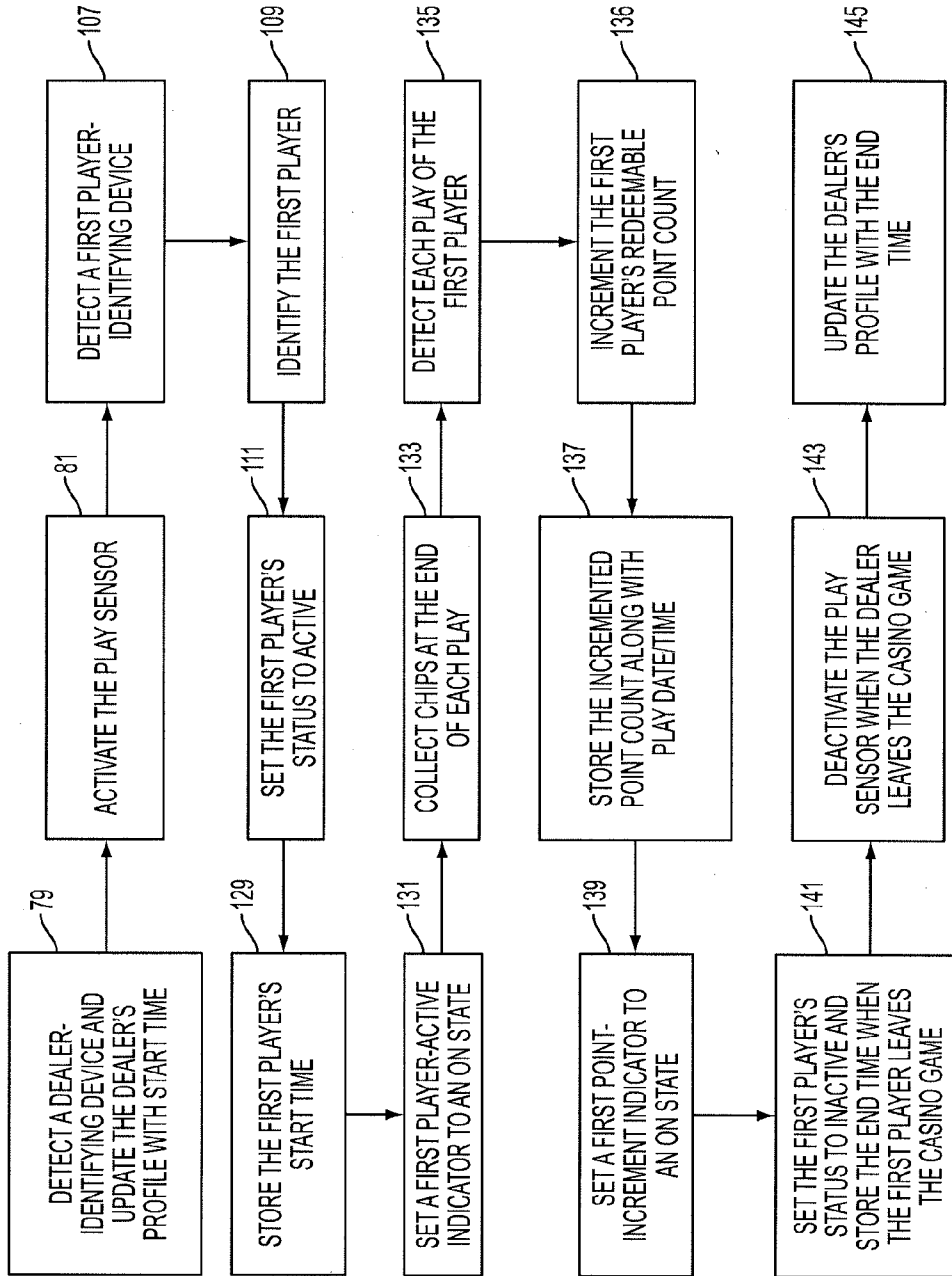 79
DETECT A DEALER-
IDENTIFYING DEVICE AND
UPDATE THE DEALER'S
PROFILE WITH START TIME
81
ACTIVATE THE PLAY SENSOR
107
DETECT A FIRST PLAYER-
IDENTIFYING DEVICE
109
IDENTIFY THE FIRST PLAYER
111
SET THE FIRST PLAYER'S
STATUS TO ACTIVE
129
STORE THE FIRST PLAYER'S
START TIME
131
SET A FIRST PLAYER-ACTIVE
INDICATOR TO AN ON STATE
133
COLLECT CHIPS AT THE END
OF EACH PLAY
135
DETECT EACH PLAY OF THE
FIRST PLAYER
136
INCREMENT THE FIRST
PLAYER'S REDEEMABLE
POINT COUNT
137
STORE THE INCREMENTED
POINT COUNT ALONG WITH
PLAY DATE/TIME
139
SET A FIRST POINT-
INCREMENT INDICATOR TO
AN ON STATE
141
SET THE FIRST PLAYER'S
STATUS TO INACTIVE AND
STORE THE END TIME WHEN
THE FIRST PLAYER LEAVES
THE CASINO GAME
143
DEACTIVATE THE PLAY
SENSOR WHEN THE DEALER
LEAVES THE CASINO GAME
145
UPDATE THE DEALER'S
PROFILE WITH THE END
TIME